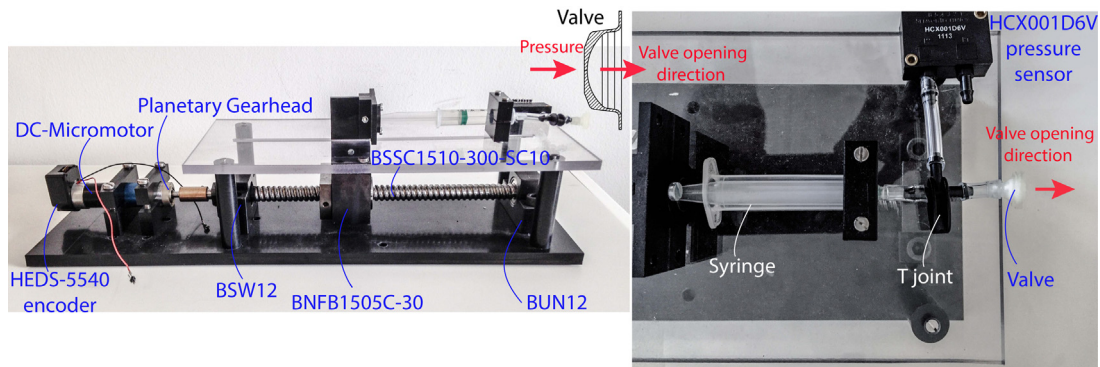 Valve
Pressure
Valve opening
direction
Planetary Gearhead
DC-Micromotor
BSSC1510-300-SC10
HEDS-5540
encoder
BSW12
BNFB1505C-30
BUN12
HCX001D6V
1113
HCX001D6V
pressure
sensor
Valve opening
direction
Syringe
T joint
Valve